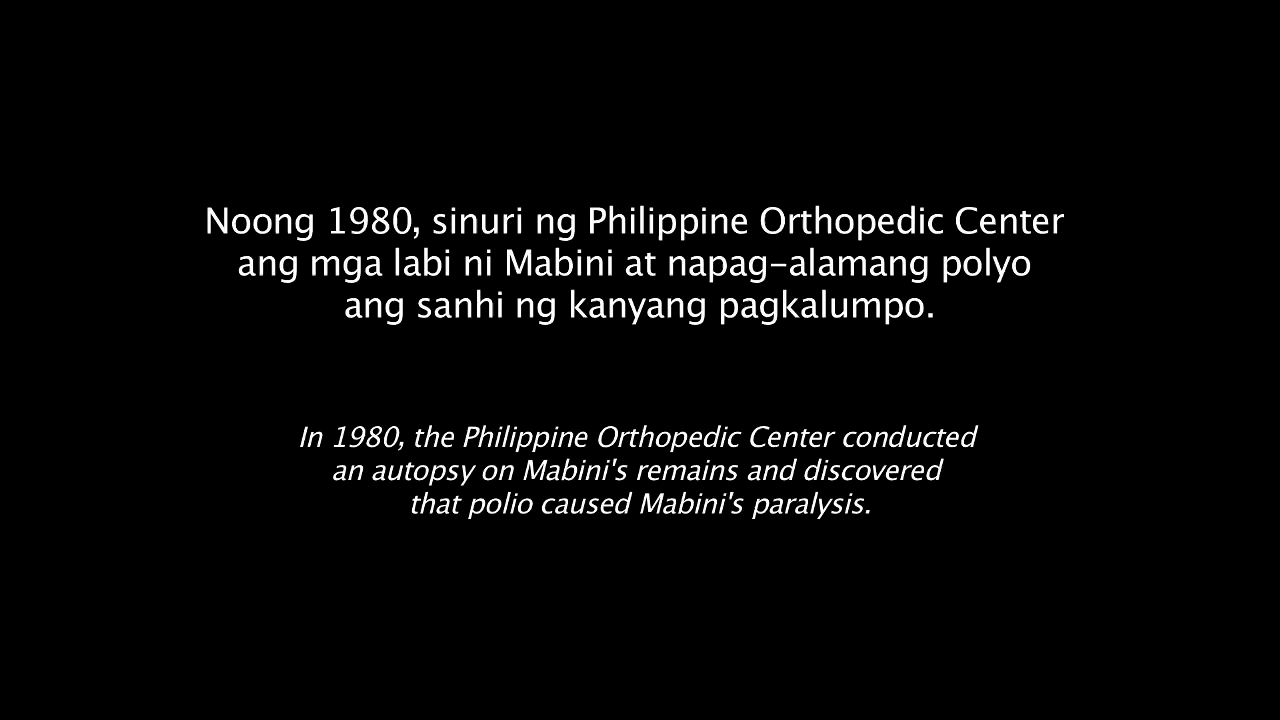 Noong 1980, sinuri ng Philippine Orthopedic Center
ang mga labi ni Mabini at napag-alamang polyo
ang sanhi ng kanyang pagkalumpo.
In 1980, the Philippine Orthopedic Center conducted
an autopsy on Mabini's remains and discovered
that polio caused Mabini's paralysis.